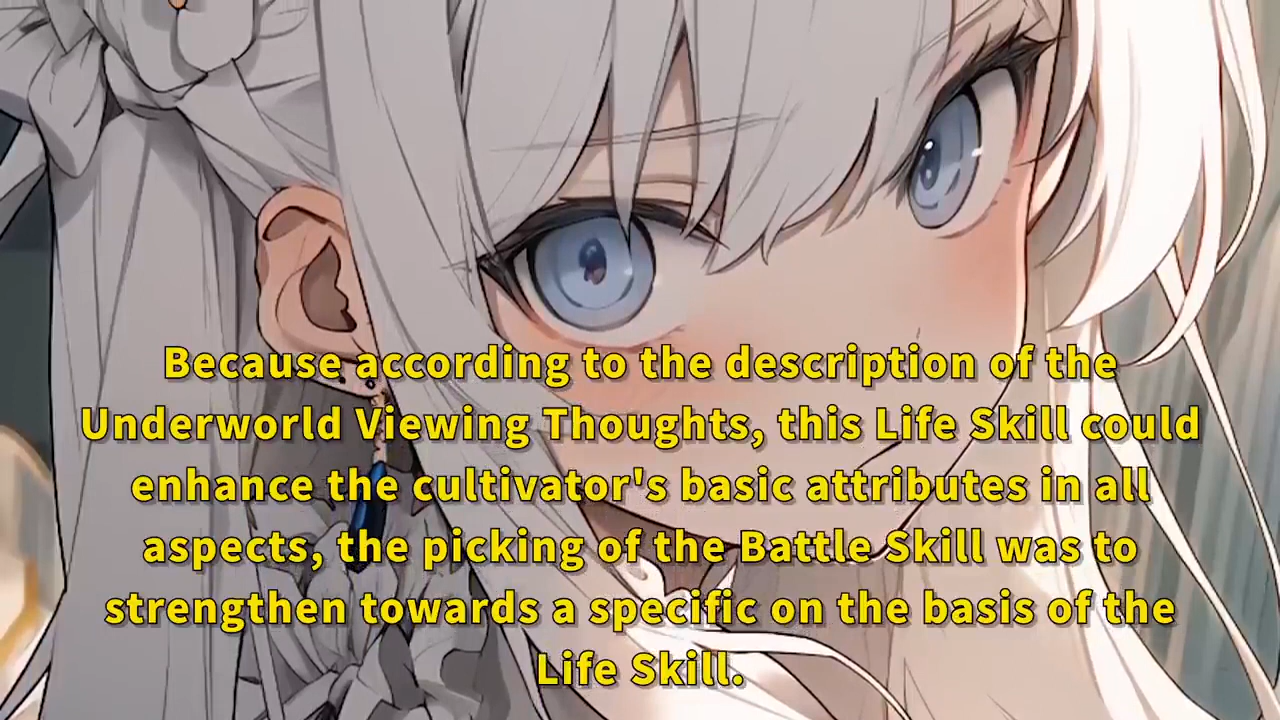 Because according to the description of the
Underworld Viewing Thoughts, this Life Skill could
enhance the cultivator's basic attributes in all
aspects, the picking of the Battle Skill was to
strengthen towards a specific on the basis of the
Life Skill.